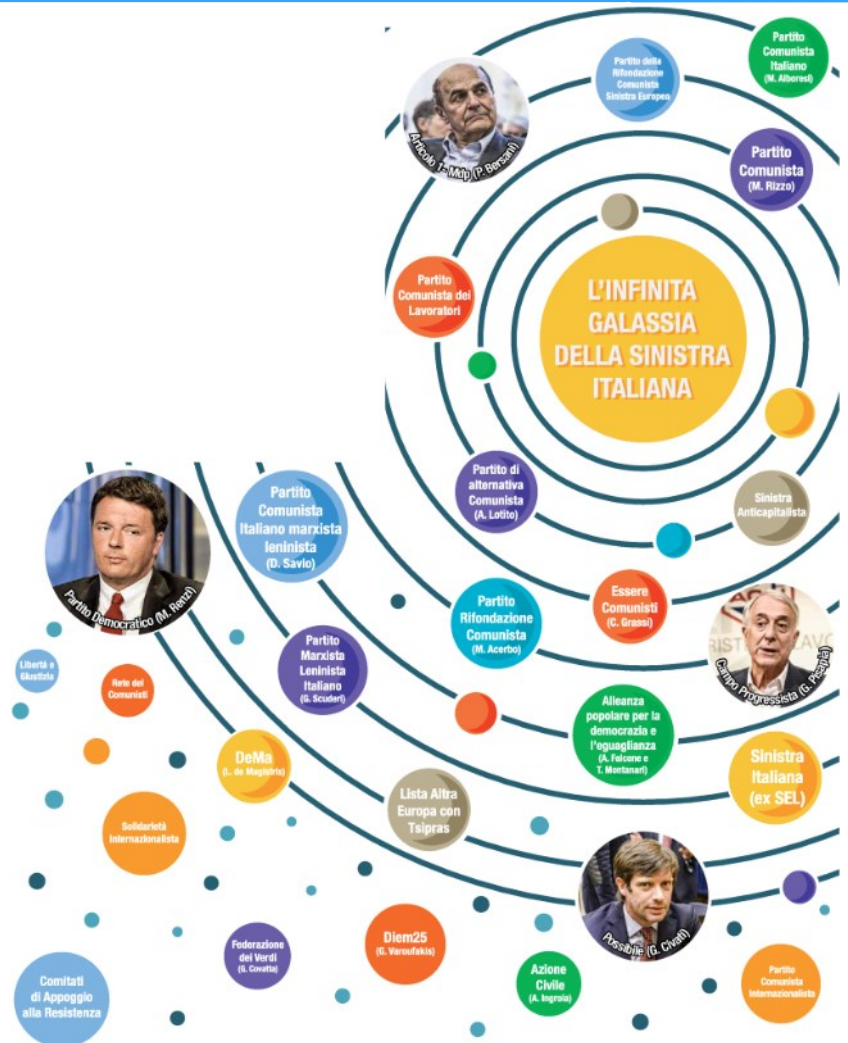 Partito
Comunista
Italiano
(M. Alboresi)
Partito della
Rifondazione
Comunista
Sinistra Europeo
Articolo 1- Mdp (P. Bersani)
Partito
Comunista
(M. Rizzo)
L'INFINITA
GALASSIA
DELLA SINISTRA
ITALIANA
Partito
Comunista dei
Lavoratori
Partito di
alternativa
Comunista
(A. Lotito)
Sinistra
Anticapitalista
Partito
Comunista
Italiano marxista
leninista
(D. Savio)
Partito Democratico (M. Renzi)
Essere
Comunisti
(C. Grassi)
Partito
Rifondazione
Comunista
(M. Acerbo)
Campo Progressista (G. Pisapia)
Partito
Marxista
Leninista
Italiano
(G. Scuderi)
Libertà e
Giustizia
Rete dei
Comunisti
Alleanza
popolare per la
democrazia e
l'eguaglianza
(A. Falcone e
T. Montanari)
DeMa
(L. de Magistris)
Sinistra
Italiana
(ex SEL)
Lista Altra
Europa con
Tsipras
Solidarietà
Internazionalista
Possibile (G. Civati)
Diem25
(G. Varoufakis)
Federazione
dei Verdi
(G. Covatta)
Azione
Civile
(A. Ingroia)
Partito
Comunista
Internazionalista
Comitati
di Appoggio
alla Resistenza